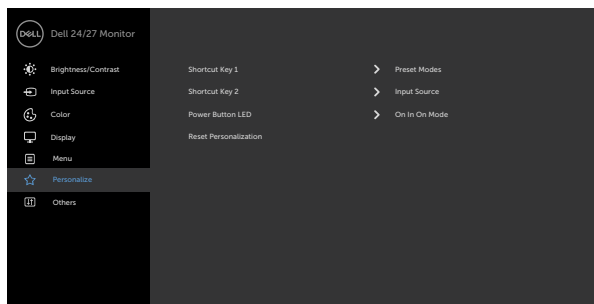 DELL Dell 24/27 Monitor
Brightness/Contrast
Input Source
Color
Display
Menu
Personalize
Others
Shortcut Key 1 Preset Modes
Shortcut Key 2 Input Source
Power Button LED On In On Mode
Reset Personalization